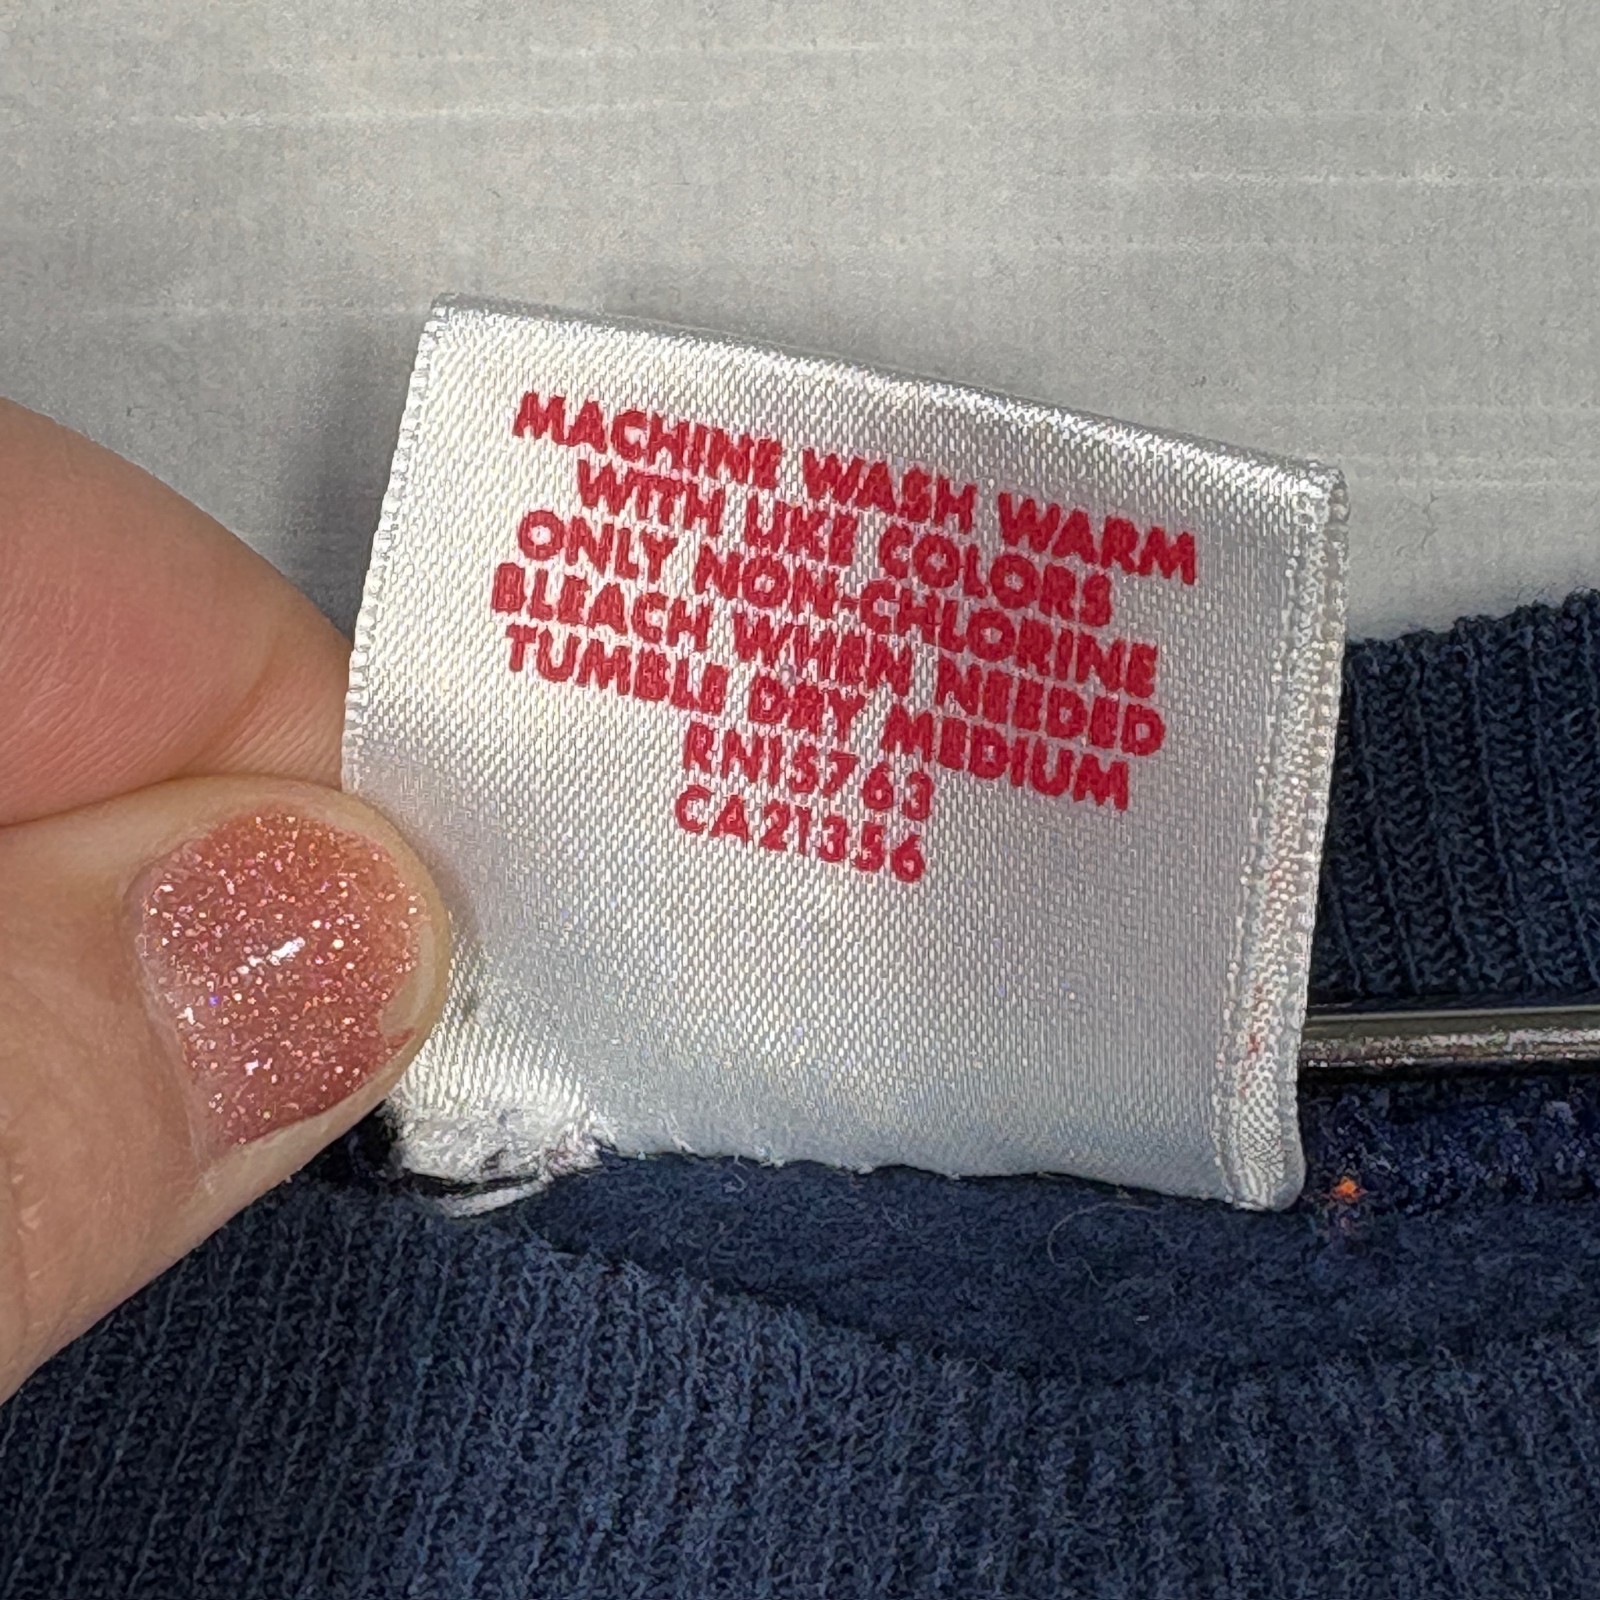 MACHINE WASH WARM
WITH LIKE COLORS
ONLY NON-CHLORINE
BLEACH WHEN NEEDED
TUMBLE DRY MEDIUM
RN15763
CA21356